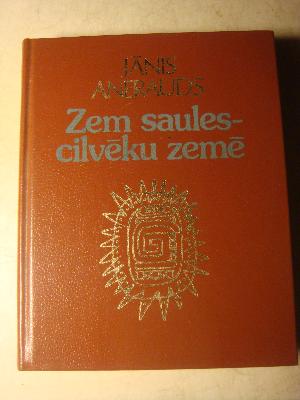 JĀNIS
ANERAUDS
Zem saules-
cilvēku zemē